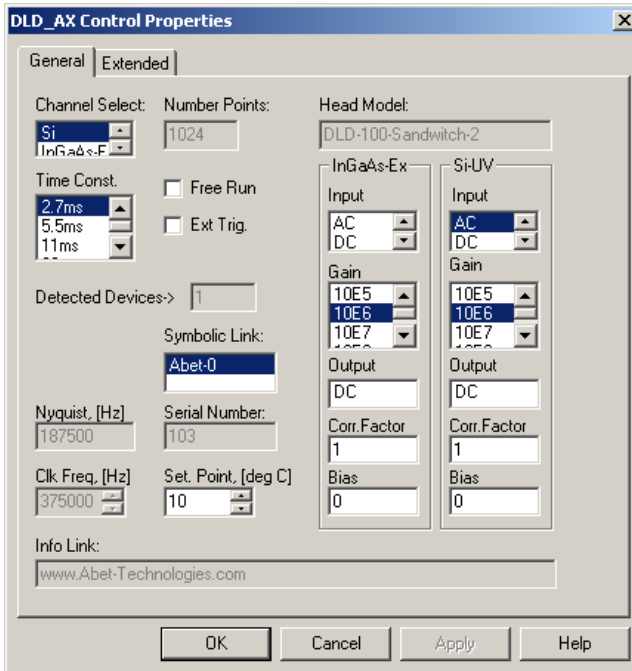 DLD_AX Control Properties
General
Extended
Channel Select:
Si
InGaAs-E
Number Points:
1024
Head Model:
DLD-100-Sandwitch-2
Time Const.
2.7ms
5.5ms
11ms
Free Run
Ext Trig.
Detected Devices->
1
Symbolic Link:
Abet-0
Nyquist, [Hz]
187500
Serial Number:
103
Clk Freq, [Hz]
375000
Set. Point, [deg C]
10
InGaAs-Ex
Input
AC
DC
Gain
10E5
10E6
10E7
Output
DC
Corr.Factor
1
Bias
0
Si-UV
Input
AC
DC
Gain
10E5
10E6
10E7
Output
DC
Corr.Factor
1
Bias
0
Info Link:
www.Abet-Technologies.com
OK
Cancel
Apply
Help